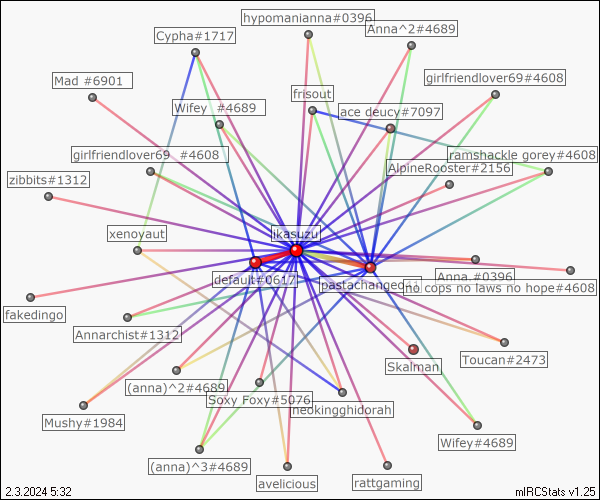 hypomanianna#0396
Anna^2#4689
Cypha#1717
Mad #6901
girlfriendlover69#4608
frisout
Wifey_#4689
ace deucy#7097
girlfriendlover69_#4608
ramshackle gorey#4608
AlpineRooster#2156
zibbits#1312
xenoyaut
ikasuzu
default#0617
Anna.#0396
no cops no laws no hope#4608
fakedingo
Annarchist#1312
Toucan#2473
Skalman
(anna)^2#4689
Soxy Foxy#5076
neokingghidorah
Mushy#1984
Wifey#4689
(anna)^3#4689
avelicious
rattgaming
2.3.2024 5:32
mIRCStats v1.25